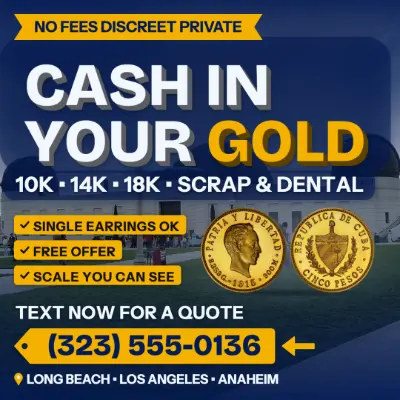 NO FEES DISCREET PRIVATE
CASH IN
YOUR GOLD
10K ▪ 14K ▪ 18K ▪ SCRAP & DENTAL
✓ SINGLE EARRINGS OK
✓ FREE OFFER
✓ SCALE YOU CAN SEE
PATRIA Y LIBERTAD
1915
REPUBLICA DE CUBA
CINCO PESOS
TEXT NOW FOR A QUOTE
(323) 555-0136
LONG BEACH ▪ LOS ANGELES ▪ ANAHEIM